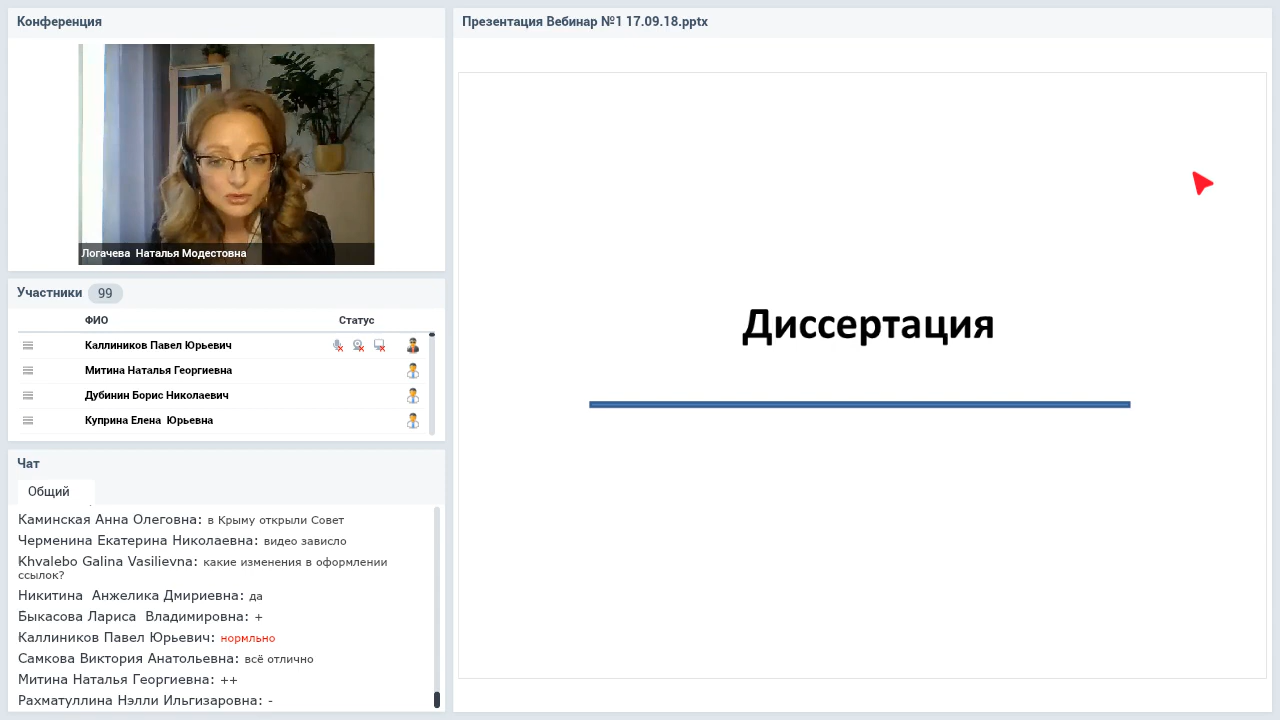 Конференция
Логачева  Наталья Модестовна
Участники 99
ФИО Статус
Каллиников Павел Юрьевич
Митина Наталья Георгиевна
Дубинин Борис Николаевич
Куприна Елена  Юрьевна
Чат
Общий
Каминская Анна Олеговна: в Крыму открыли Совет
Черменина Екатерина Николаевна: видео зависло
Khvalebo Galina Vasilievna: какие изменения в оформлении
ссылок?
Никитина  Анжелика Дмириевна: да
Быкасова Лариса  Владимировна: +
Каллиников Павел Юрьевич: нормльно
Самкова Виктория Анатольевна: всё отлично
Митина Наталья Георгиевна: ++
Рахматуллина Нэлли Ильгизаровна: -
Презентация Вебинар №1 17.09.18.pptx
Диссертация